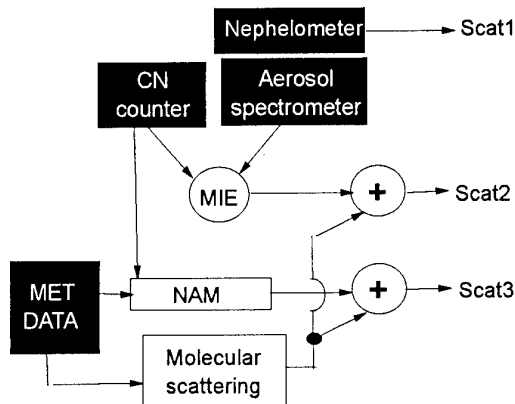 Nephelometer
Scat1
CN
counter
Aerosol
spectrometer
MIE
+
Scat2
MET
DATA
NAM
+
Scat3
Molecular
scattering